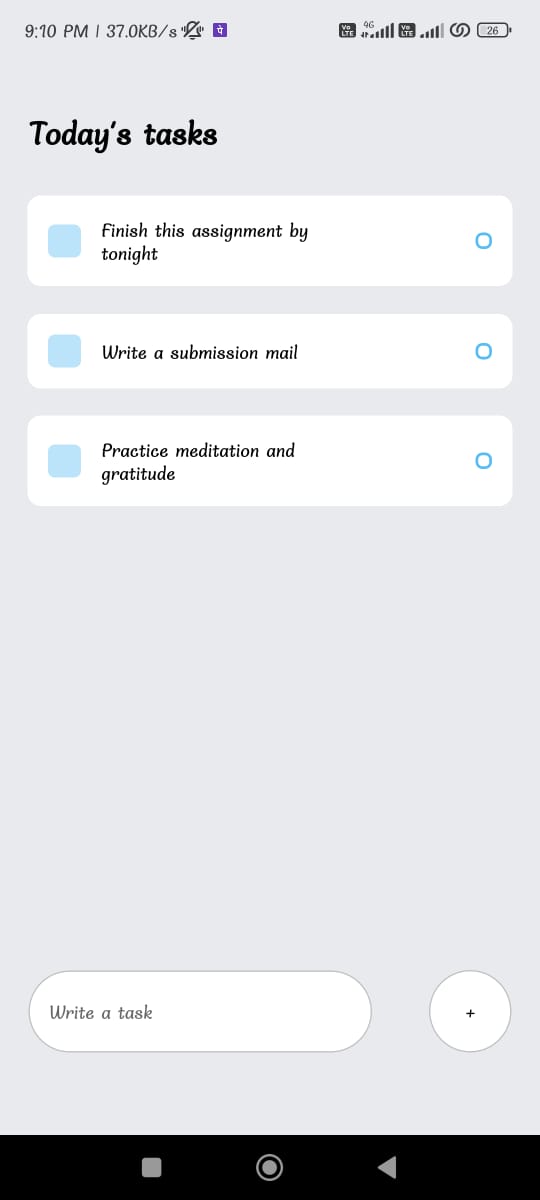 9:10 PM | 37.0KB/s पे Vo LTE 4G Vo LTE 26
Today's tasks
Finish this assignment by
tonight
Write a submission mail
Practice meditation and
gratitude
Write a task
+